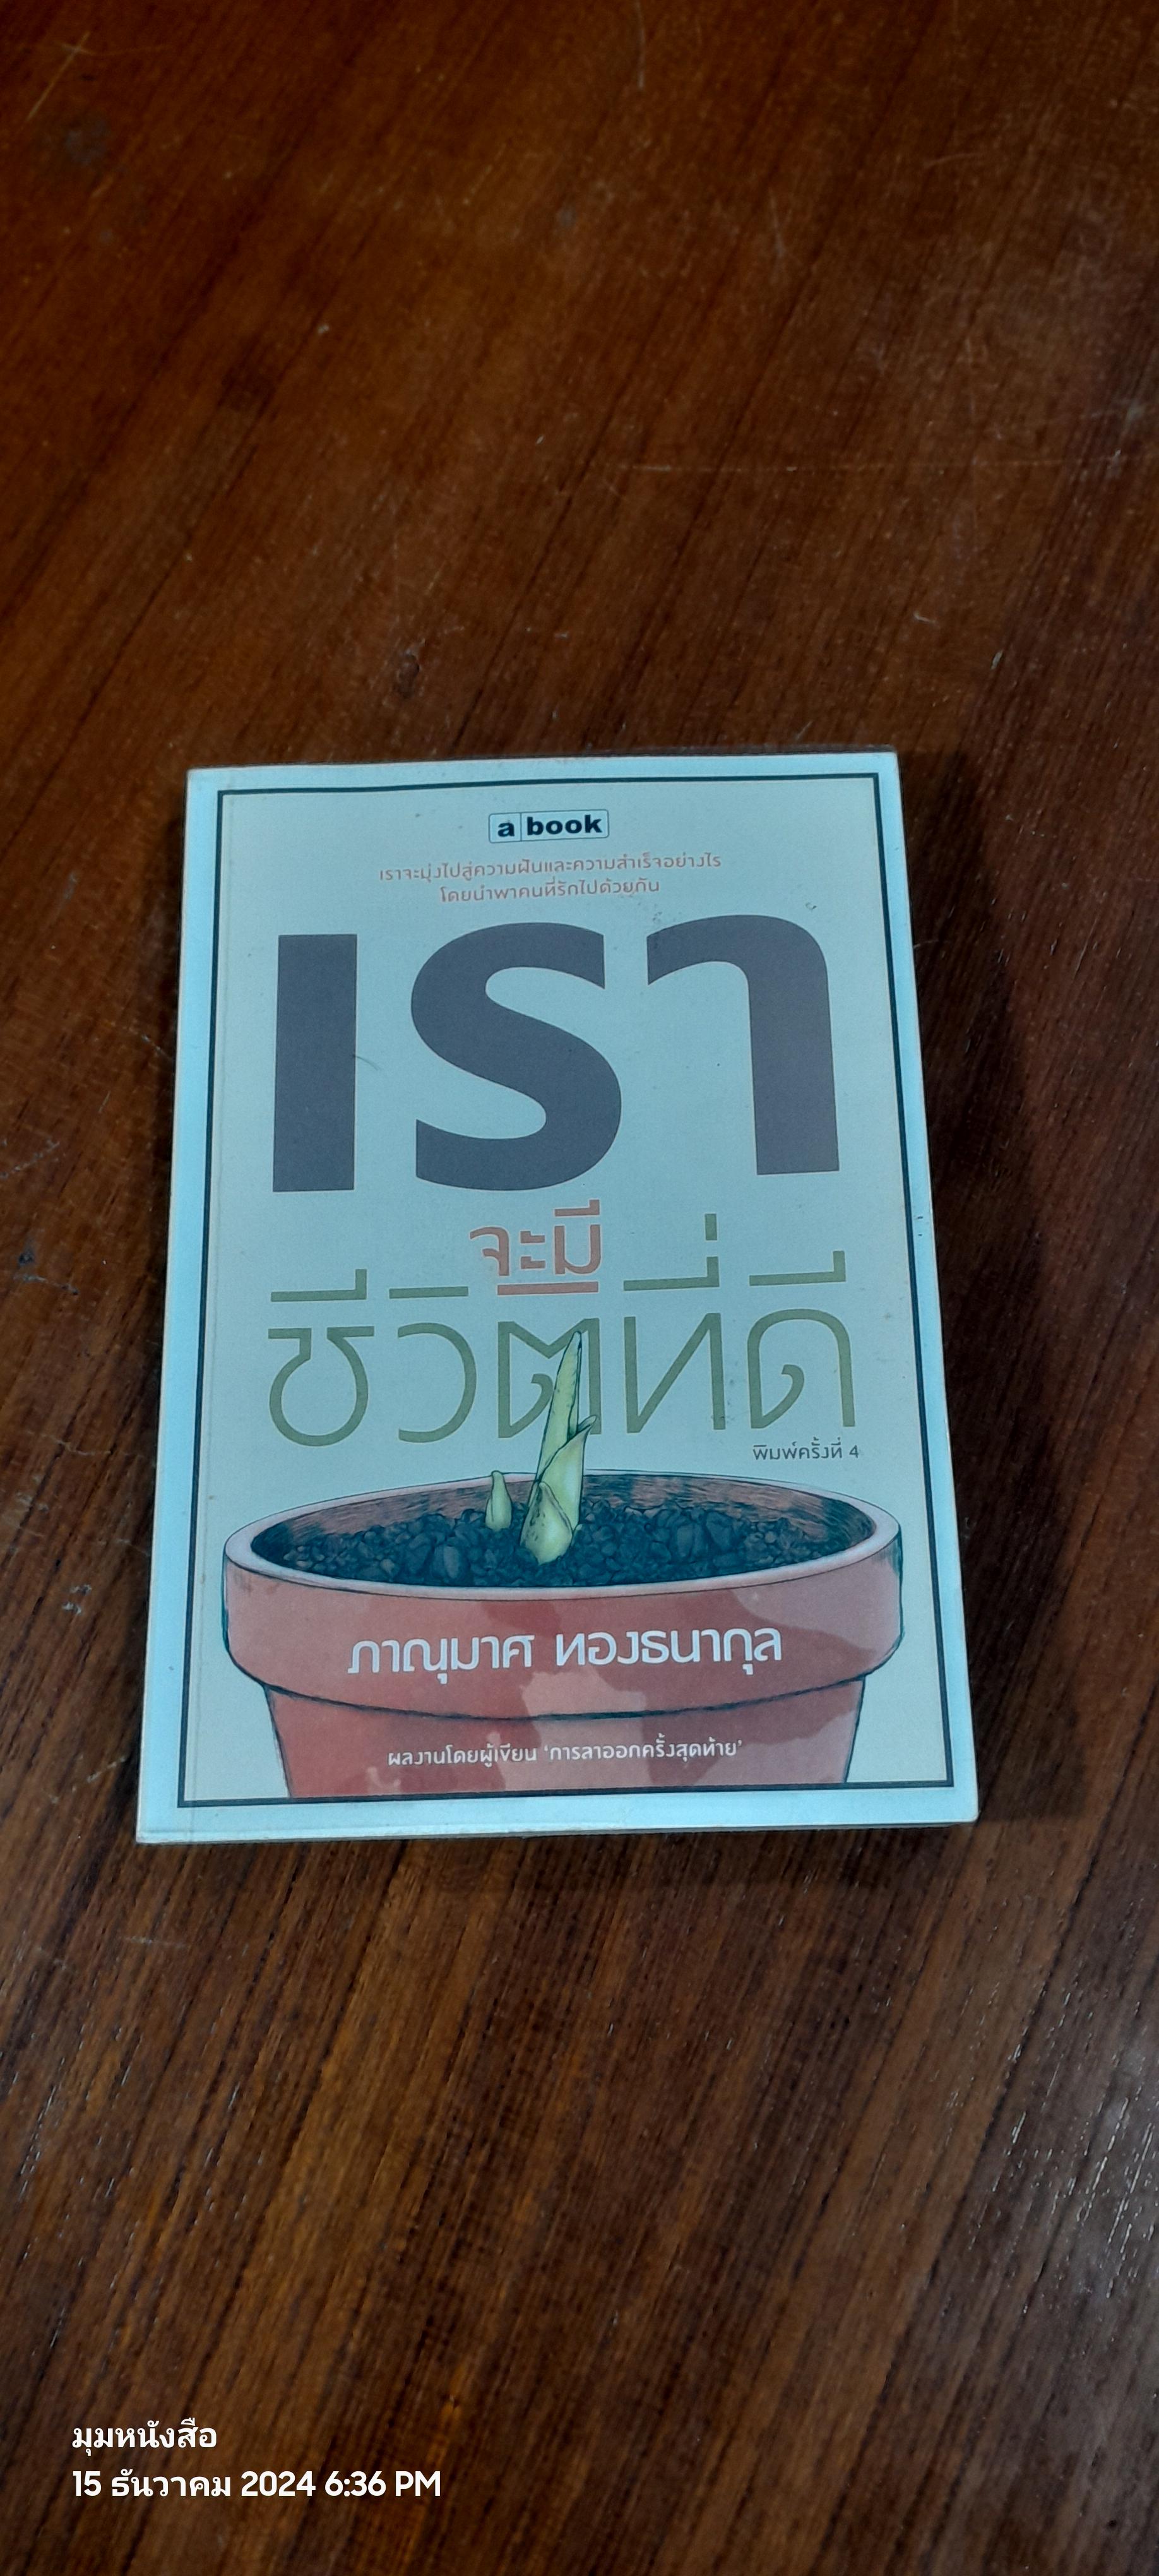 a book
เราจะมุ่งไปสู่ความฝันและความสำเร็จอย่างไร
โดยนำพาคนที่รักไปด้วยกัน
เรา
จะมี
ชีวิตที่ดี
พิมพ์ครั้งที่ 4
ภาณุมาศ ทองธนากุล
ผลงานโดยผู้เขียน ‘การลาออกครั้งสุดท้าย’
มุมหนังสือ
15 ธันวาคม 2024 6:36 PM